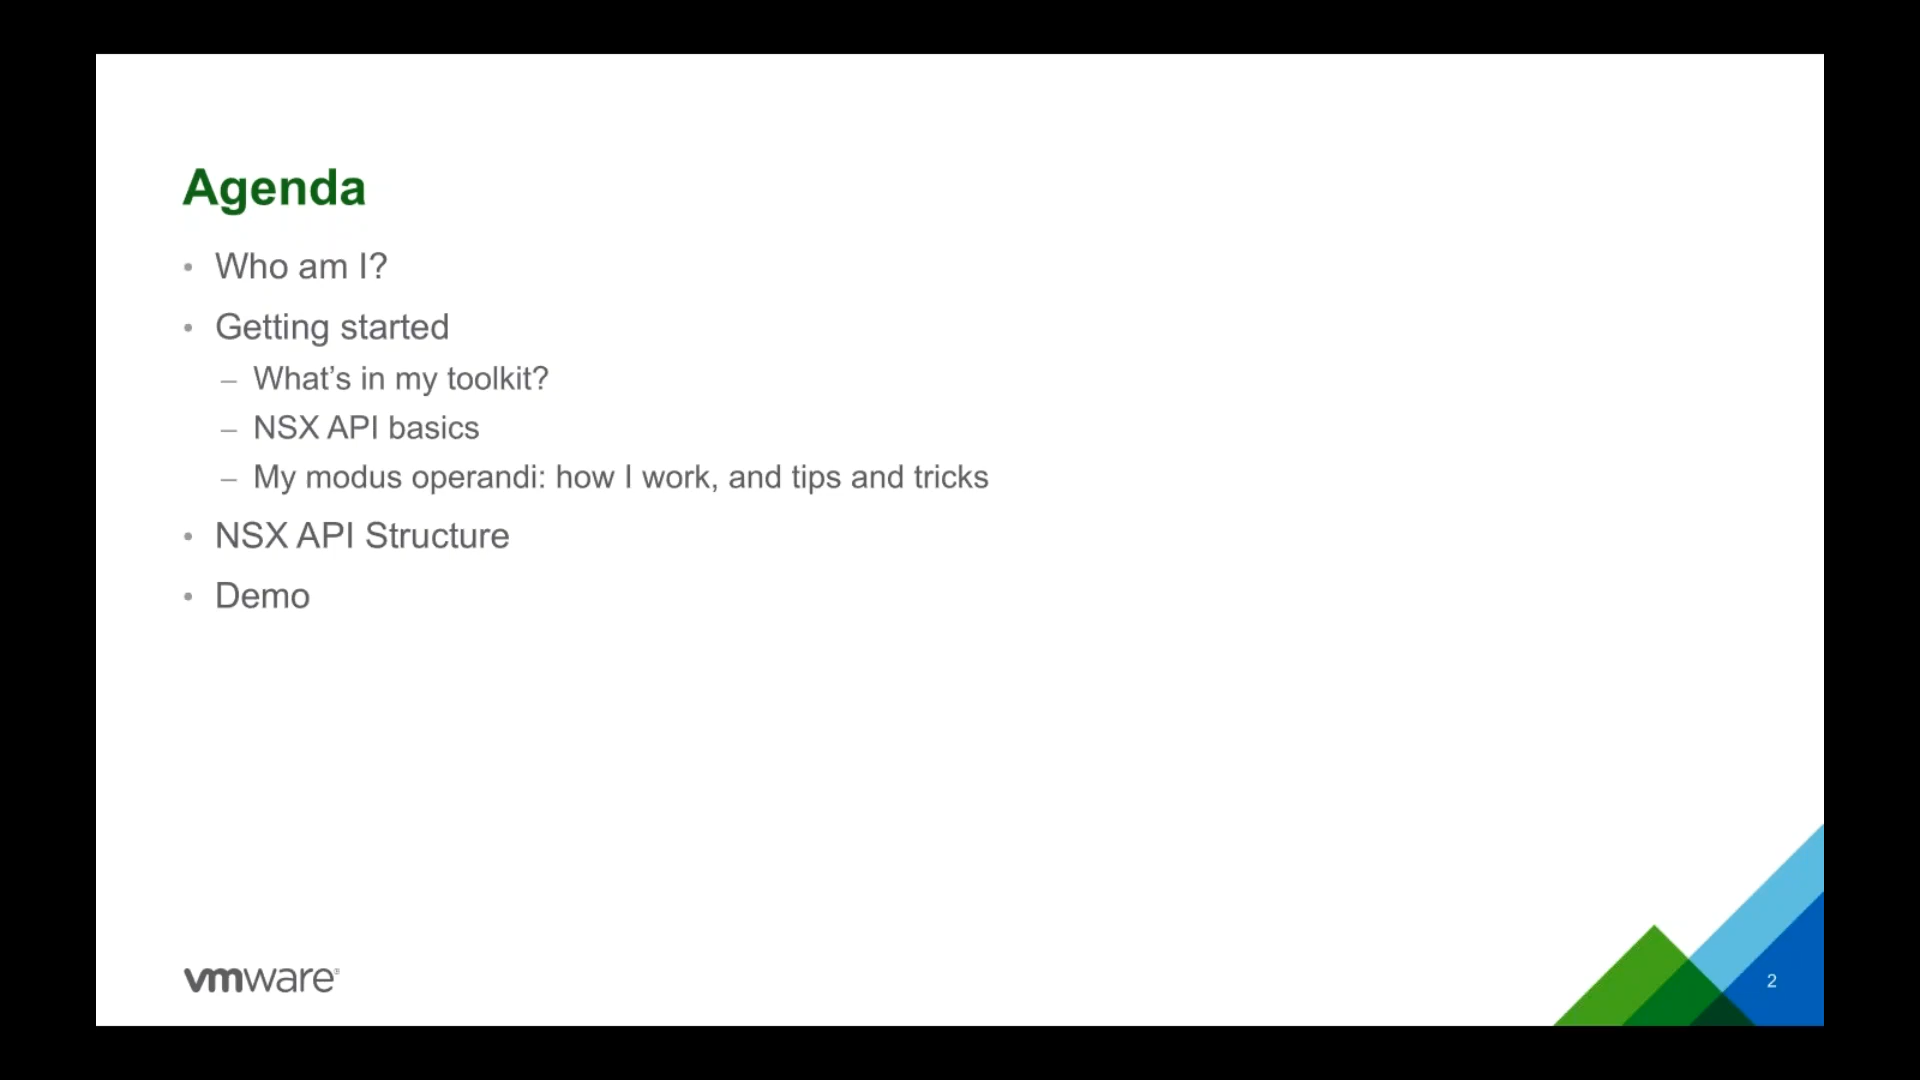 Agenda
• Who am I?
• Getting started
– What’s in my toolkit?
– NSX API basics
– My modus operandi: how I work, and tips and tricks
• NSX API Structure
• Demo
vmware®
2